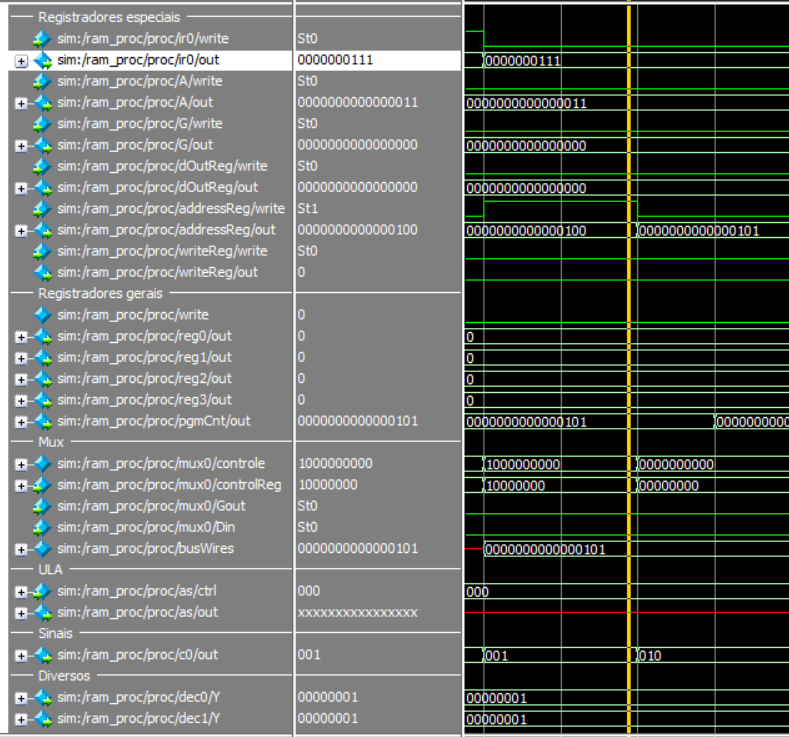 Registradores especiais
sim:/ram_proc/proc/ir0/write St0
sim:/ram_proc/proc/ir0/out 0000000111 0000000111
sim:/ram_proc/proc/A/write St0
sim:/ram_proc/proc/A/out 0000000000000011 0000000000000011
sim:/ram_proc/proc/G/write St0
sim:/ram_proc/proc/G/out 0000000000000000 0000000000000000
sim:/ram_proc/proc/dOutReg/write St0
sim:/ram_proc/proc/dOutReg/out 0000000000000000 0000000000000000
sim:/ram_proc/proc/addressReg/write St1
sim:/ram_proc/proc/addressReg/out 0000000000000100 0000000000000100 0000000000000101
sim:/ram_proc/proc/writeReg/write St0
sim:/ram_proc/proc/writeReg/out 0
Registradores gerais
sim:/ram_proc/proc/write 0
sim:/ram_proc/proc/reg0/out 0 0
sim:/ram_proc/proc/reg1/out 0 0
sim:/ram_proc/proc/reg2/out 0 0
sim:/ram_proc/proc/reg3/out 0 0
sim:/ram_proc/proc/pgmCnt/out 0000000000000101 0000000000000101 0000000000
Mux
sim:/ram_proc/proc/mux0/controle 1000000000 1000000000 0000000000
sim:/ram_proc/proc/mux0/controlReg 10000000 10000000 00000000
sim:/ram_proc/proc/mux0/Gout St0
sim:/ram_proc/proc/mux0/Din St0
sim:/ram_proc/proc/busWires 0000000000000101 0000000000000101
ULA
sim:/ram_proc/proc/as/ctrl 000 000
sim:/ram_proc/proc/as/out xxxxxxxxxxxxxxxx
Sinais
sim:/ram_proc/proc/c0/out 001 001 010
Diversos
sim:/ram_proc/proc/dec0/Y 00000001 00000001
sim:/ram_proc/proc/dec1/Y 00000001 00000001